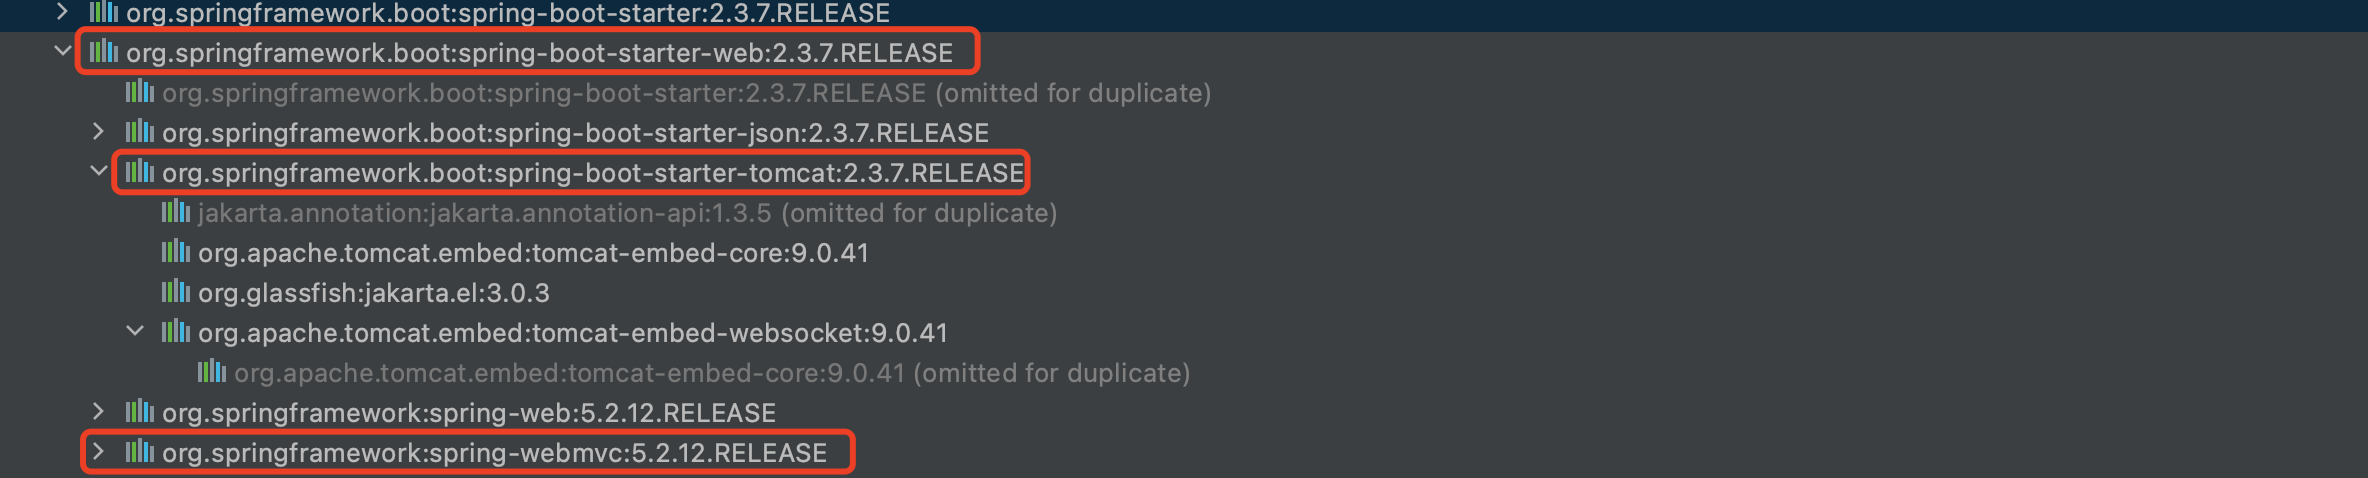 org.springframework.boot:spring-boot-starter:2.3.7.RELEASE
org.springframework.boot:spring-boot-starter-web:2.3.7.RELEASE
org.springframework.boot:spring-boot-starter:2.3.7.RELEASE (omitted for duplicate)
org.springframework.boot:spring-boot-starter-json:2.3.7.RELEASE
org.springframework.boot:spring-boot-starter-tomcat:2.3.7.RELEASE
jakarta.annotation:jakarta.annotation-api:1.3.5 (omitted for duplicate)
org.apache.tomcat.embed:tomcat-embed-core:9.0.41
org.glassfish:jakarta.el:3.0.3
org.apache.tomcat.embed:tomcat-embed-websocket:9.0.41
org.apache.tomcat.embed:tomcat-embed-core:9.0.41 (omitted for duplicate)
org.springframework:spring-web:5.2.12.RELEASE
org.springframework:spring-webmvc:5.2.12.RELEASE